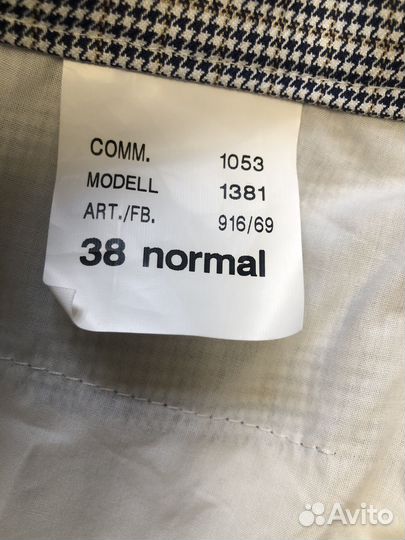 COMM. 1053
MODELL 1381
ART./FB. 916/69
38 normal
Avito